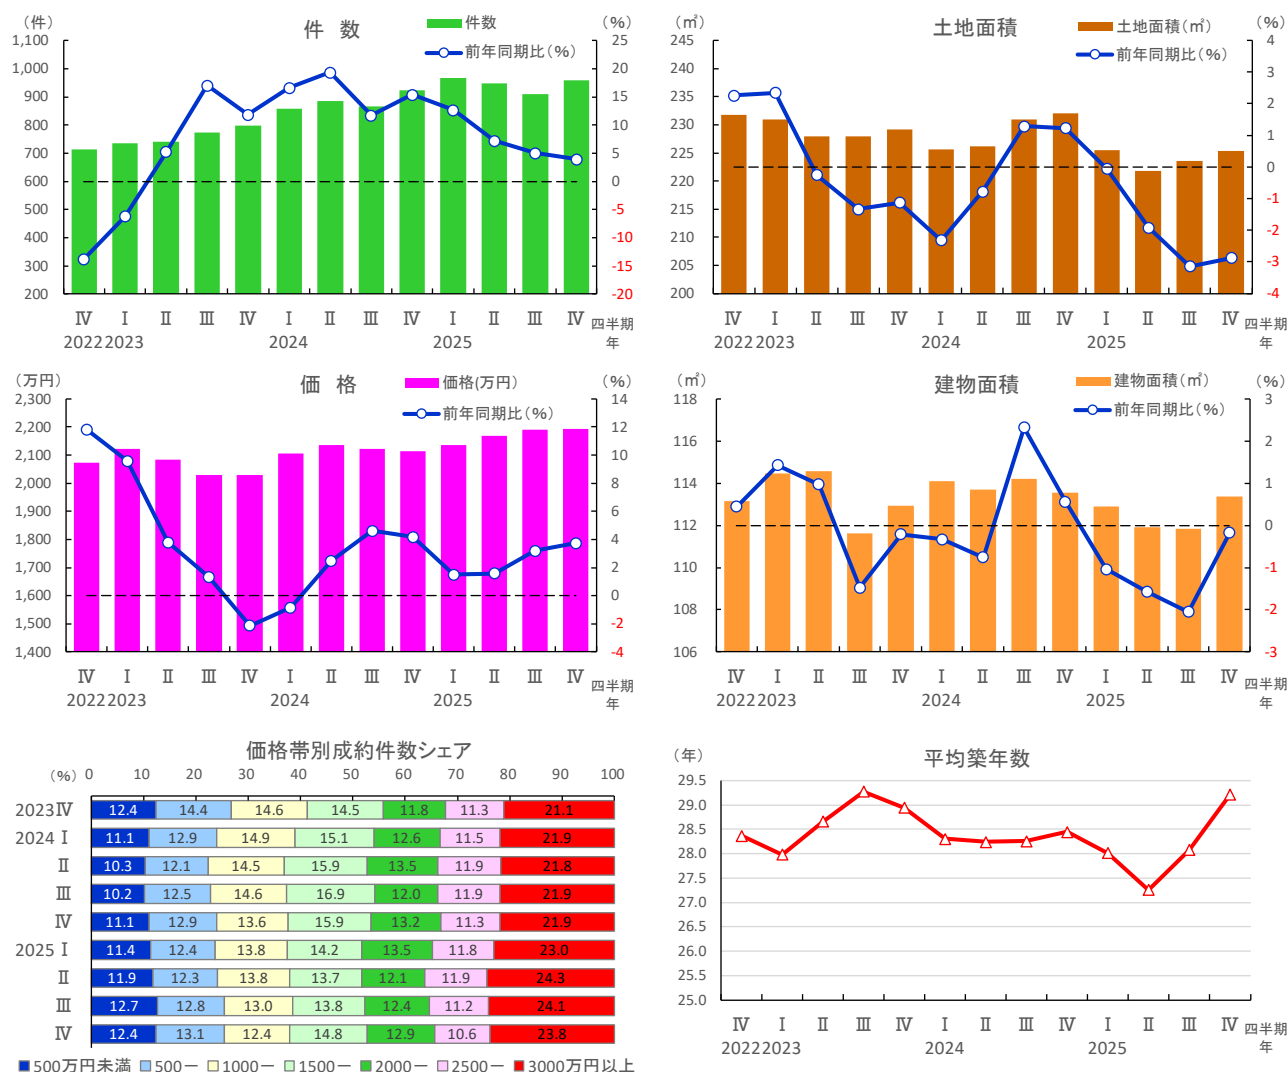 (件)
件 数
件数
前年同期比(%)
(%)
1,100
1,000
900
800
700
600
500
400
300
200
25
20
15
10
5
0
-5
-10
-15
-20
Ⅳ Ⅰ Ⅱ Ⅲ Ⅳ Ⅰ Ⅱ Ⅲ Ⅳ Ⅰ Ⅱ Ⅲ Ⅳ 四半期
2022 2023 2024 2025 年
(㎡)
土地面積
土地面積(㎡)
前年同期比(%)
(%)
245
240
235
230
225
220
215
210
205
200
4
3
2
1
0
-1
-2
-3
-4
Ⅳ Ⅰ Ⅱ Ⅲ Ⅳ Ⅰ Ⅱ Ⅲ Ⅳ Ⅰ Ⅱ Ⅲ Ⅳ 四半期
2022 2023 2024 2025 年
(万円)
価 格
価格(万円)
前年同期比(%)
(%)
2,300
2,200
2,100
2,000
1,900
1,800
1,700
1,600
1,500
1,400
14
12
10
8
6
4
2
0
-2
-4
Ⅳ Ⅰ Ⅱ Ⅲ Ⅳ Ⅰ Ⅱ Ⅲ Ⅳ Ⅰ Ⅱ Ⅲ Ⅳ 四半期
2022 2023 2024 2025 年
(㎡)
建物面積
建物面積(㎡)
前年同期比(%)
(%)
118
116
114
112
110
108
106
3
2
1
0
-1
-2
-3
Ⅳ Ⅰ Ⅱ Ⅲ Ⅳ Ⅰ Ⅱ Ⅲ Ⅳ Ⅰ Ⅱ Ⅲ Ⅳ 四半期
2022 2023 2024 2025 年
価格帯別成約件数シェア
(%) 0 10 20 30 40 50 60 70 80 90 100
2023Ⅳ 12.4 14.4 14.6 14.5 11.8 11.3 21.1
2024 Ⅰ 11.1 12.9 14.9 15.1 12.6 11.5 21.9
Ⅱ 10.3 12.1 14.5 15.9 13.5 11.9 21.8
Ⅲ 10.2 12.5 14.6 16.9 12.0 11.9 21.9
Ⅳ 11.1 12.9 13.6 15.9 13.2 11.3 21.9
2025 Ⅰ 11.4 12.4 13.8 14.2 13.5 11.8 23.0
Ⅱ 11.9 12.3 13.8 13.7 12.1 11.9 24.3
Ⅲ 12.7 12.8 13.0 13.8 12.4 11.2 24.1
Ⅳ 12.4 13.1 12.4 14.8 12.9 10.6 23.8
500万円未満 500ー 1000ー 1500ー 2000ー 2500ー 3000万円以上
(年)
平均築年数
29.5
29.0
28.5
28.0
27.5
27.0
26.5
26.0
25.5
25.0
Ⅳ Ⅰ Ⅱ Ⅲ Ⅳ Ⅰ Ⅱ Ⅲ Ⅳ Ⅰ Ⅱ Ⅲ Ⅳ 四半期
2022 2023 2024 2025 年